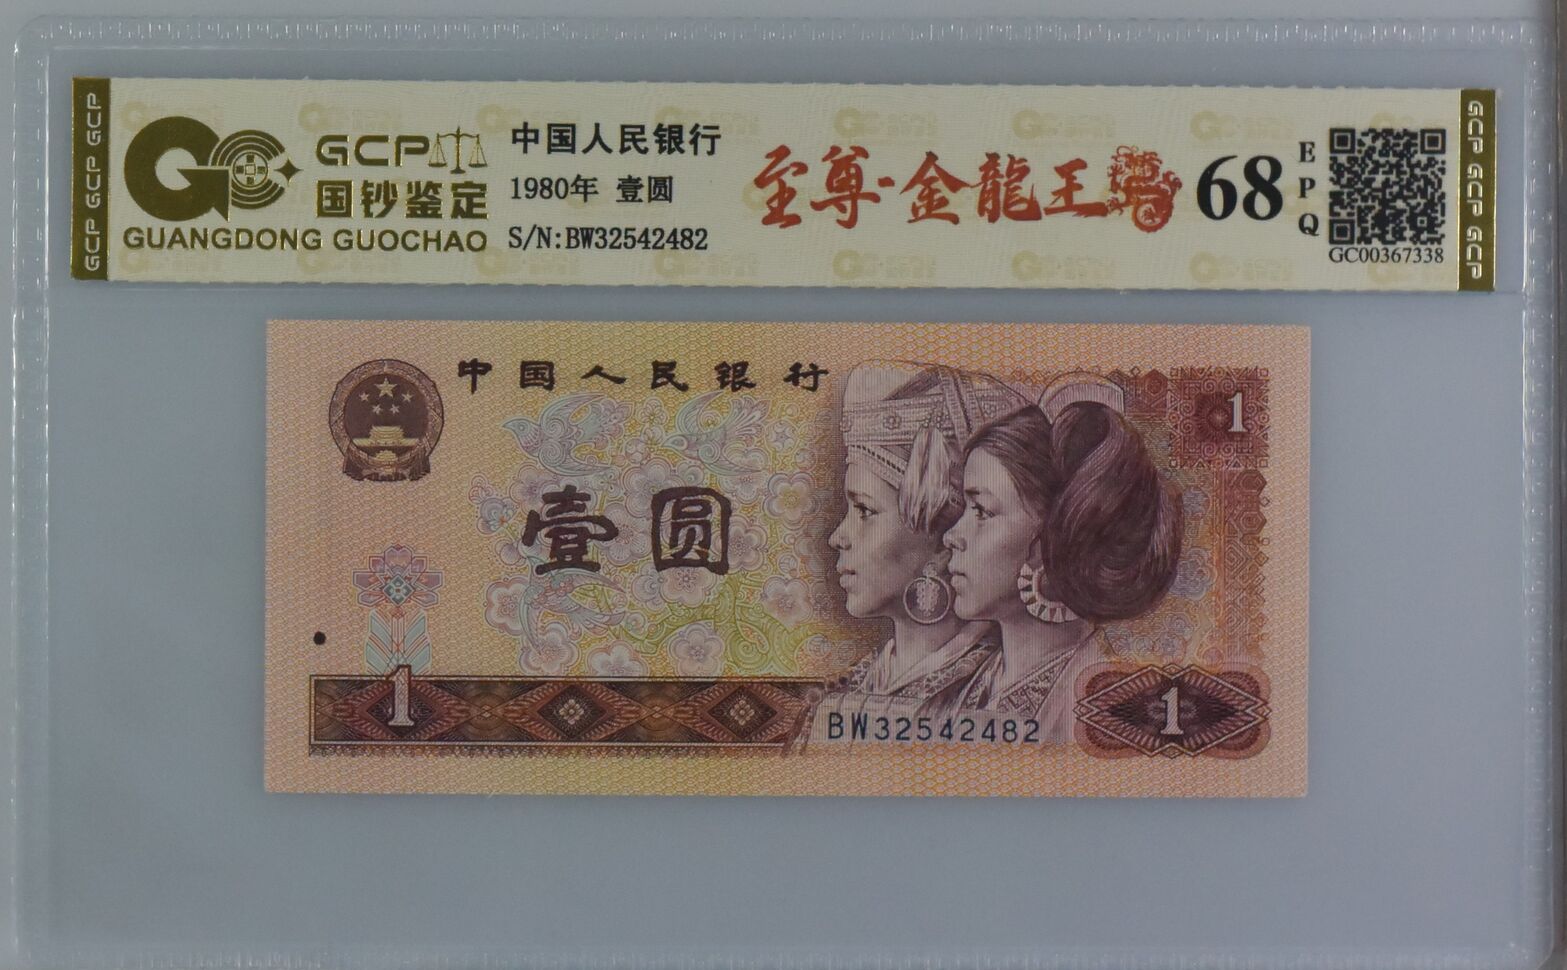 GCP GCP GCP
GCP
国钞鉴定
GUANGDONG GUOCHAO
中国人民银行
1980年 壹圆
S/N:BW32542482
至尊·金龍王
68
EPQ
GC00367338
GCP GCP GCP
中国人民银行
1
壹圆
1
BW32542482
1